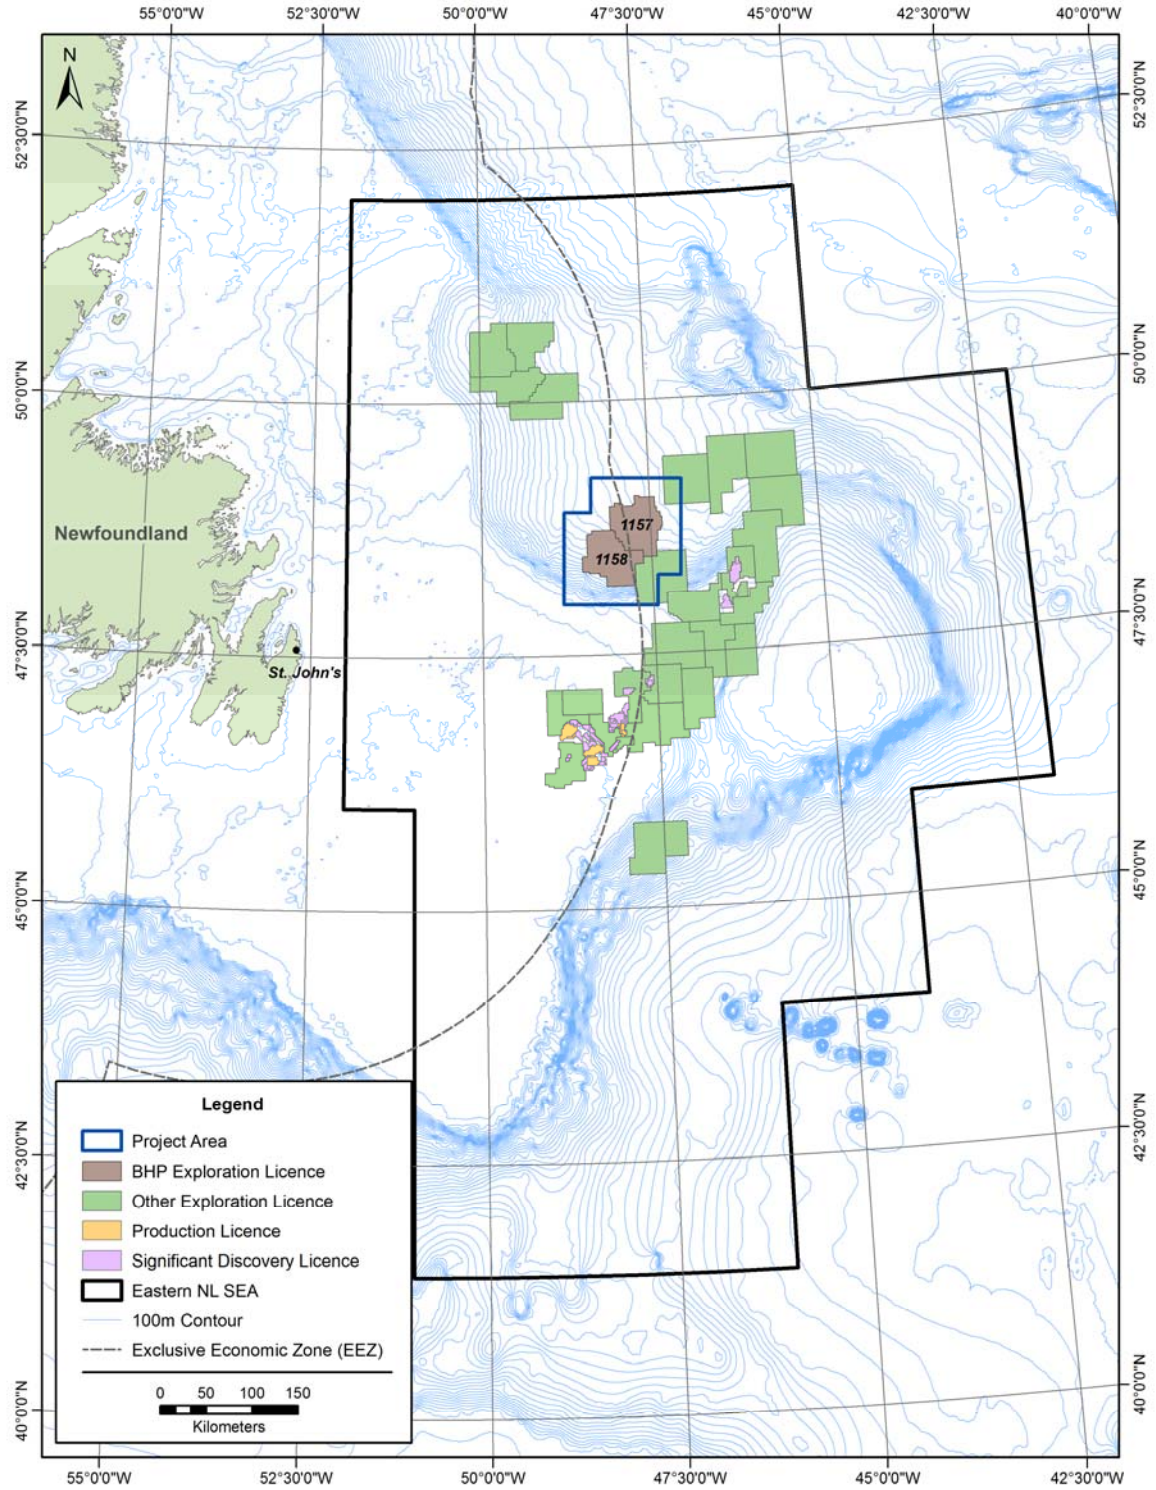 55°0'0"W 52°30'0"W 50°0'0"W 47°30'0"W 45°0'0"W 42°30'0"W 40°0'0"W
N
52°30'0"N
52°30'0"N
50°0'0"N
50°0'0"N
1157
Newfoundland
1158
47°30'0"N
47°30'0"N
St. John's
45°0'0"N
45°0'0"N
42°30'0"N
42°30'0"N
Legend
Project Area
BHP Exploration Licence
Other Exploration Licence
Production Licence
Significant Discovery Licence
Eastern NL SEA
100m Contour
Exclusive Economic Zone (EEZ)
0 50 100 150
Kilometers
40°0'0"N
40°0'0"N
55°0'0"W 52°30'0"W 50°0'0"W 47°30'0"W 45°0'0"W 42°30'0"W